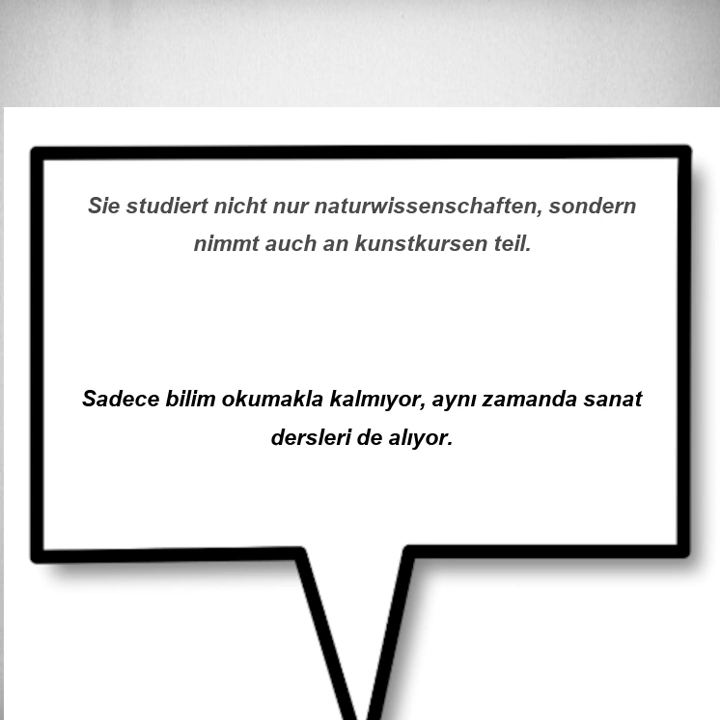 Sie studiert nicht nur naturwissenschaften, sondern
nimmt auch an kunstkursen teil.
Sadece bilim okumakla kalmıyor, aynı zamanda sanat
dersleri de alıyor.